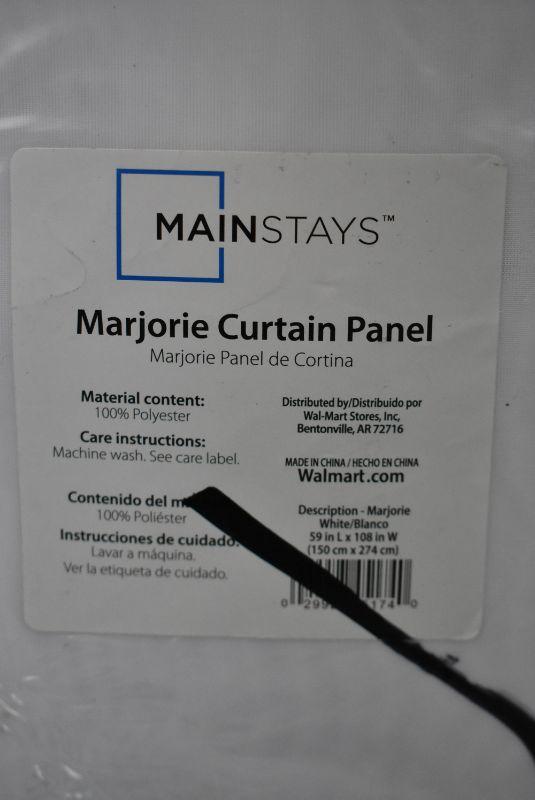 MAINSTAYS™
Marjorie Curtain Panel
Marjorie Panel de Cortina
Material content:
100% Polyester
Care instructions:
Machine wash. See care label.
Contenido del
100% Poliéster
Instrucciones de cuidado:
Lavar a máquina.
Ver la etiqueta de cuidado.
Distributed by/Distribuido por
Wal-Mart Stores, Inc,
Bentonville, AR 72716
MADE IN CHINA / HECHO EN CHINA
Walmart.com
Description - Marjorie
White/Blanco
59 in L x 108 in W
(150 cm x 274 cm)